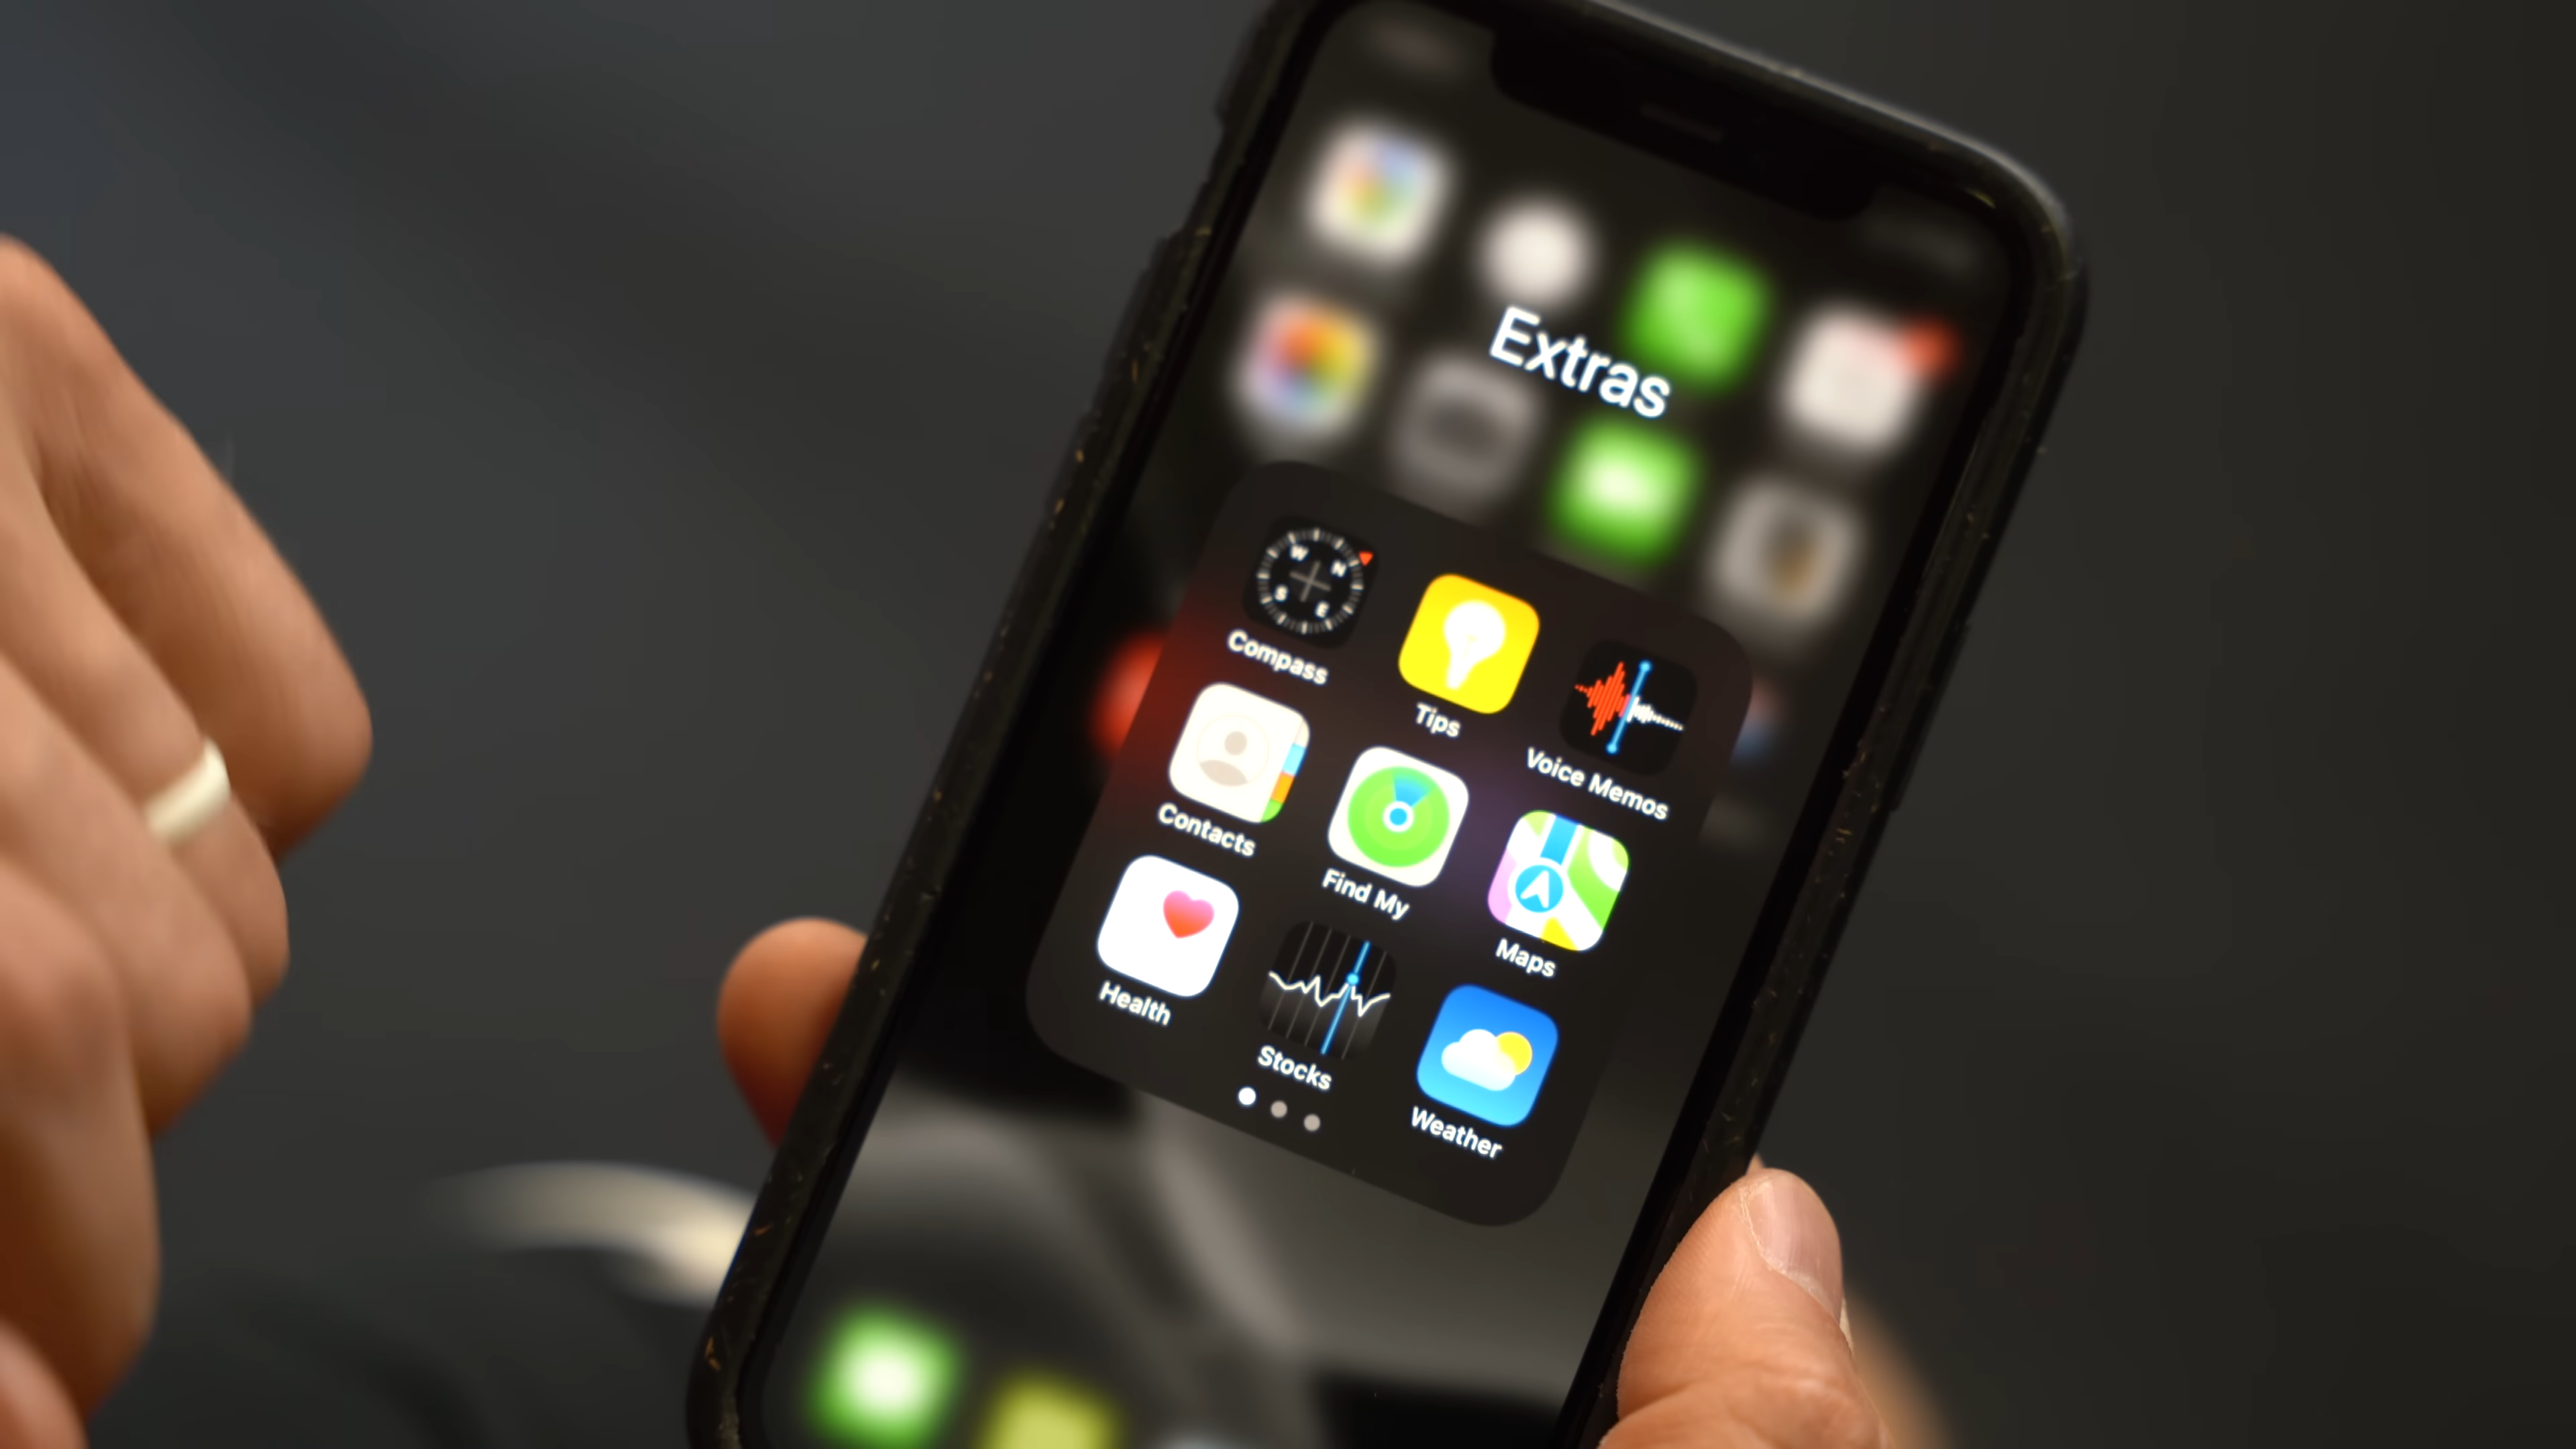 Extras
W N
S E
Compass
Tips
Voice Memos
Contacts
Find My
Maps
Health
Stocks
Weather